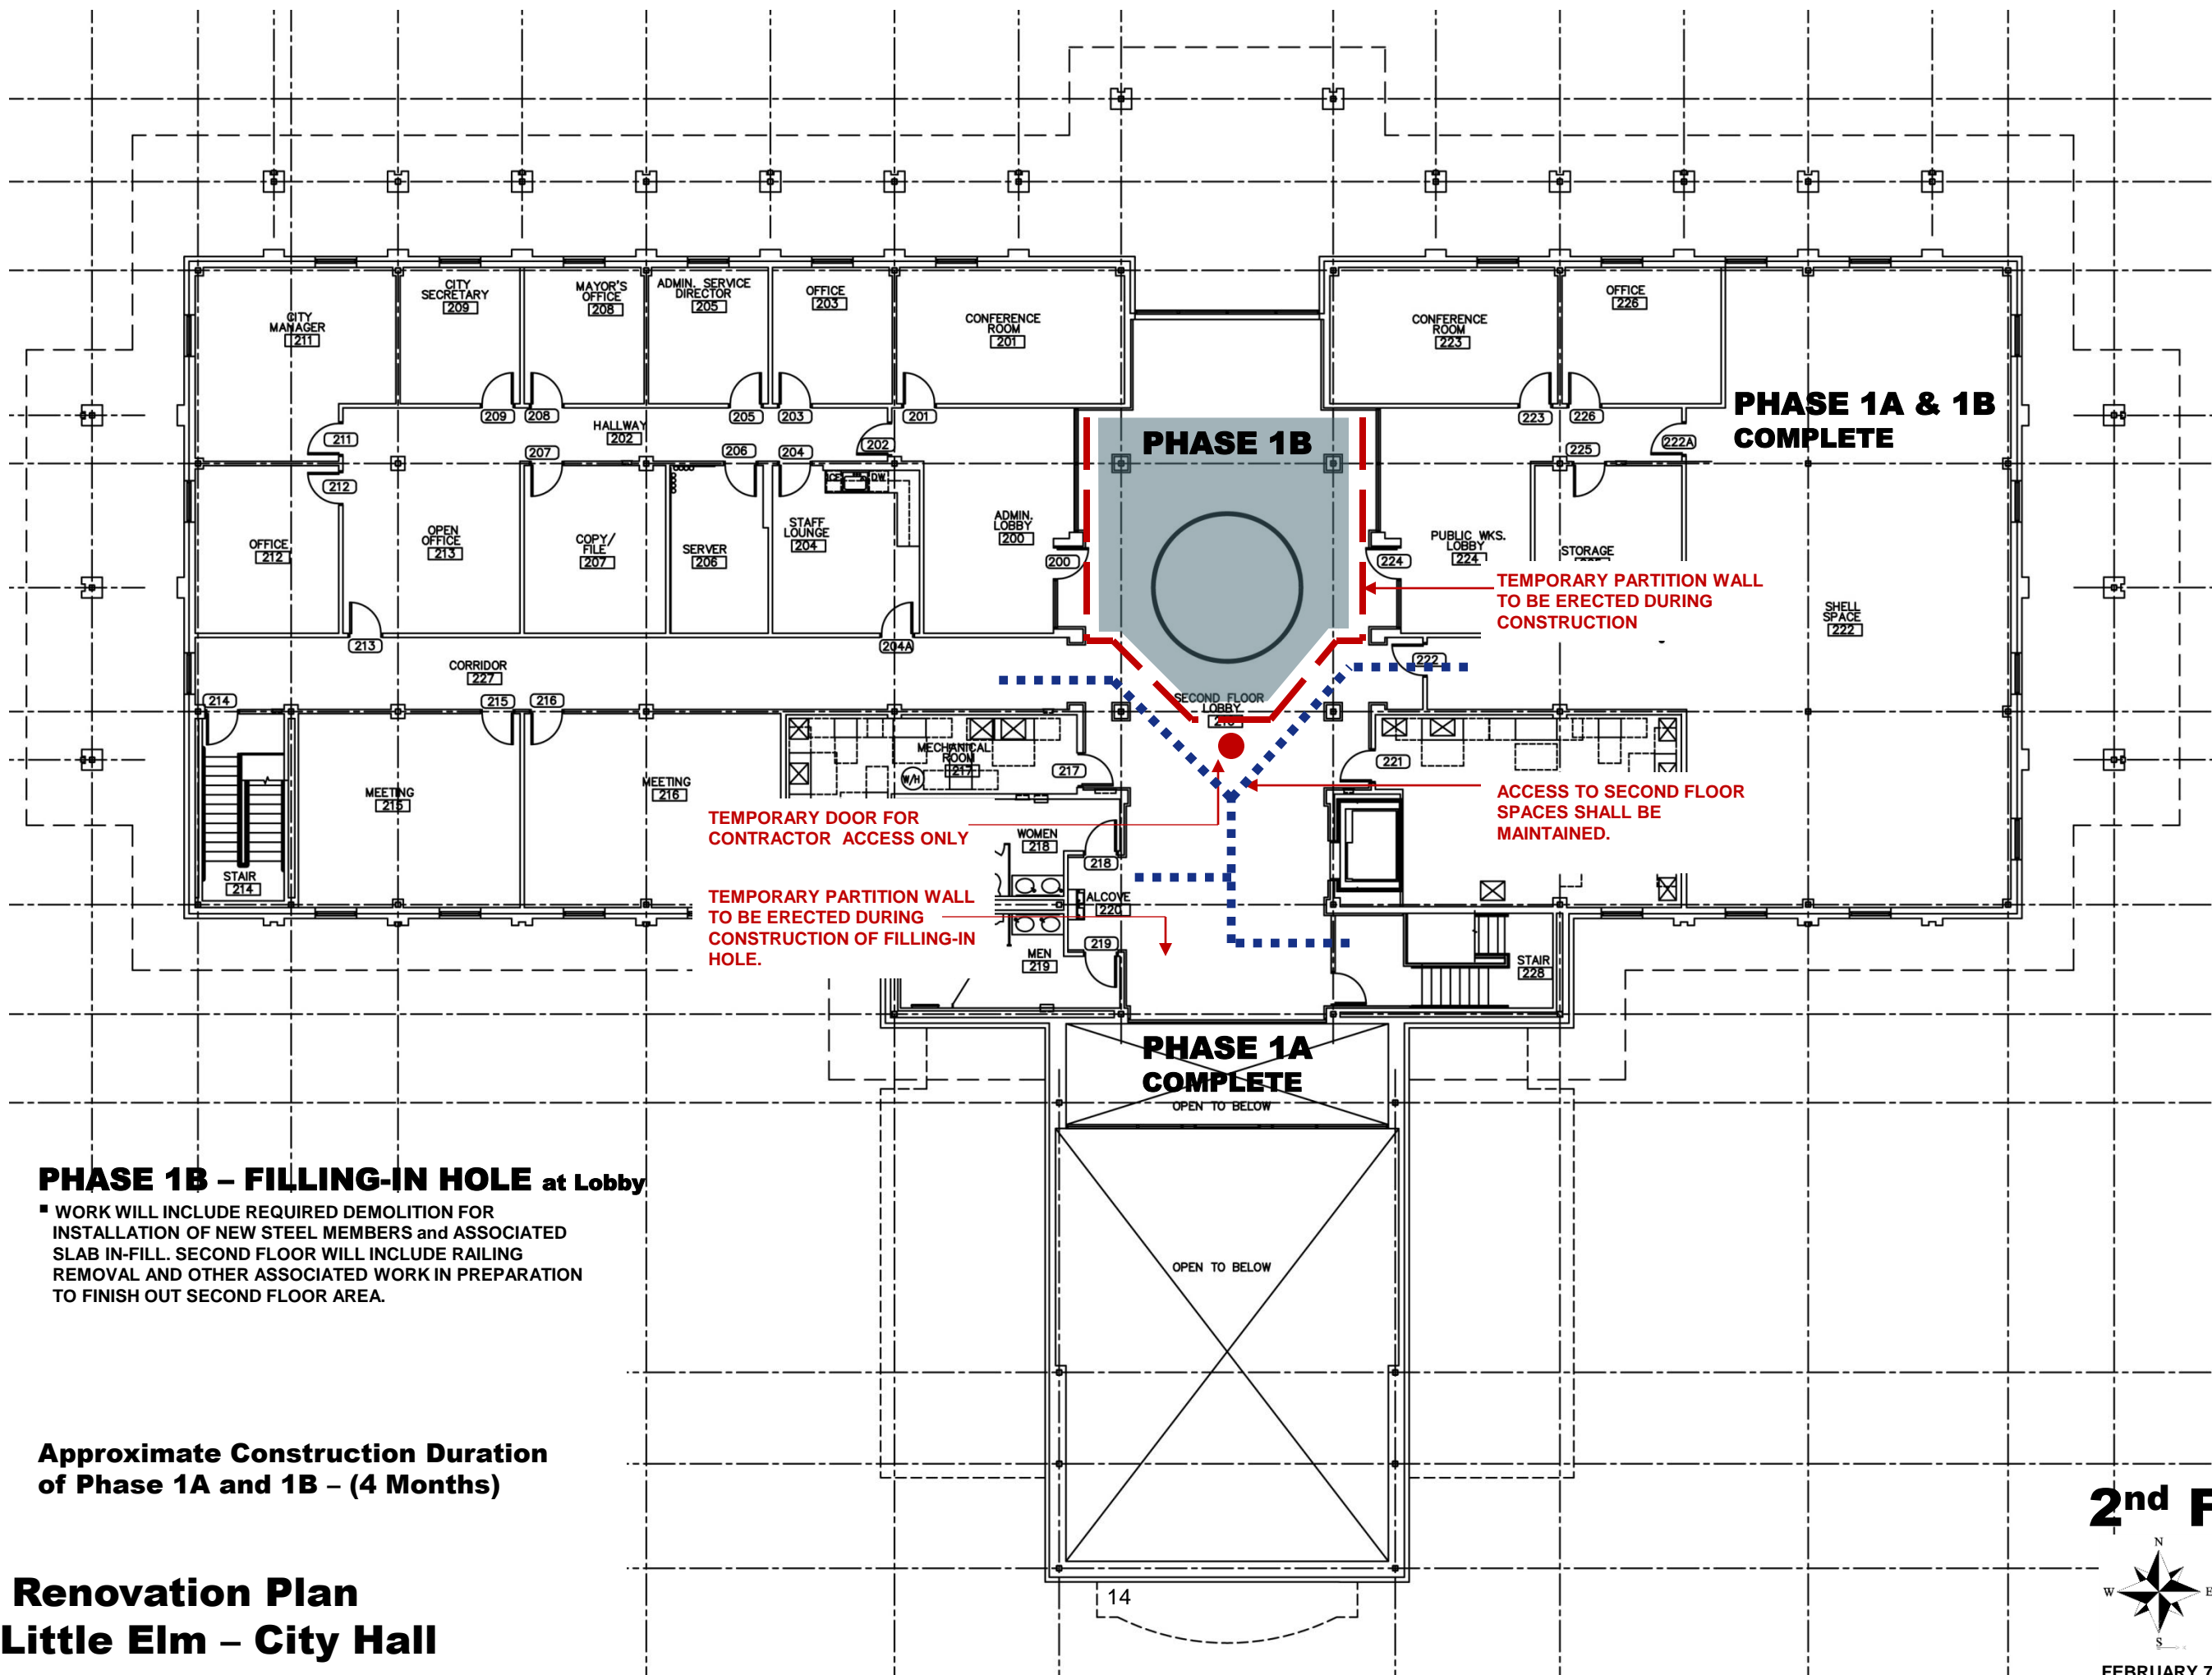 CITY
MANAGER
211
CITY
SECRETARY
209
MAYOR'S
OFFICE
208
ADMIN. SERVICE
DIRECTOR
205
OFFICE
203
CONFERENCE
ROOM
201
CONFERENCE
ROOM
223
OFFICE
226
PHASE 1A & 1B
COMPLETE
209
208
205
203
201
223
226
HALLWAY
202
211
207
206
204
202
225
222A
PHASE 1B
212
ICE
DW
OFFICE
212
OPEN
OFFICE
213
COPY/
FILE
207
SERVER
206
STAFF
LOUNGE
204
ADMIN.
LOBBY
200
200
224
PUBLIC WKS.
LOBBY
224
STORAGE
TEMPORARY PARTITION WALL
TO BE ERECTED DURING
CONSTRUCTION
SHELL
SPACE
222
213
204A
222
CORRIDOR
227
214
215
216
SECOND FLOOR
LOBBY
MECHANICAL
ROOM
217
W/H
217
221
MEETING
215
MEETING
216
TEMPORARY DOOR FOR
CONTRACTOR ACCESS ONLY
ACCESS TO SECOND FLOOR
SPACES SHALL BE
MAINTAINED.
WOMEN
218
218
STAIR
214
TEMPORARY PARTITION WALL
TO BE ERECTED DURING
CONSTRUCTION OF FILLING-IN
HOLE.
ALCOVE
220
219
MEN
219
STAIR
228
PHASE 1A
COMPLETE
OPEN TO BELOW
OPEN TO BELOW
PHASE 1B – FILLING-IN HOLE at Lobby
▪ WORK WILL INCLUDE REQUIRED DEMOLITION FOR
INSTALLATION OF NEW STEEL MEMBERS and ASSOCIATED
SLAB IN-FILL. SECOND FLOOR WILL INCLUDE RAILING
REMOVAL AND OTHER ASSOCIATED WORK IN PREPARATION
TO FINISH OUT SECOND FLOOR AREA.
Approximate Construction Duration
of Phase 1A and 1B – (4 Months)
Renovation Plan
Little Elm – City Hall
14
2nd F
N
W
E
S
FEBRUARY 7